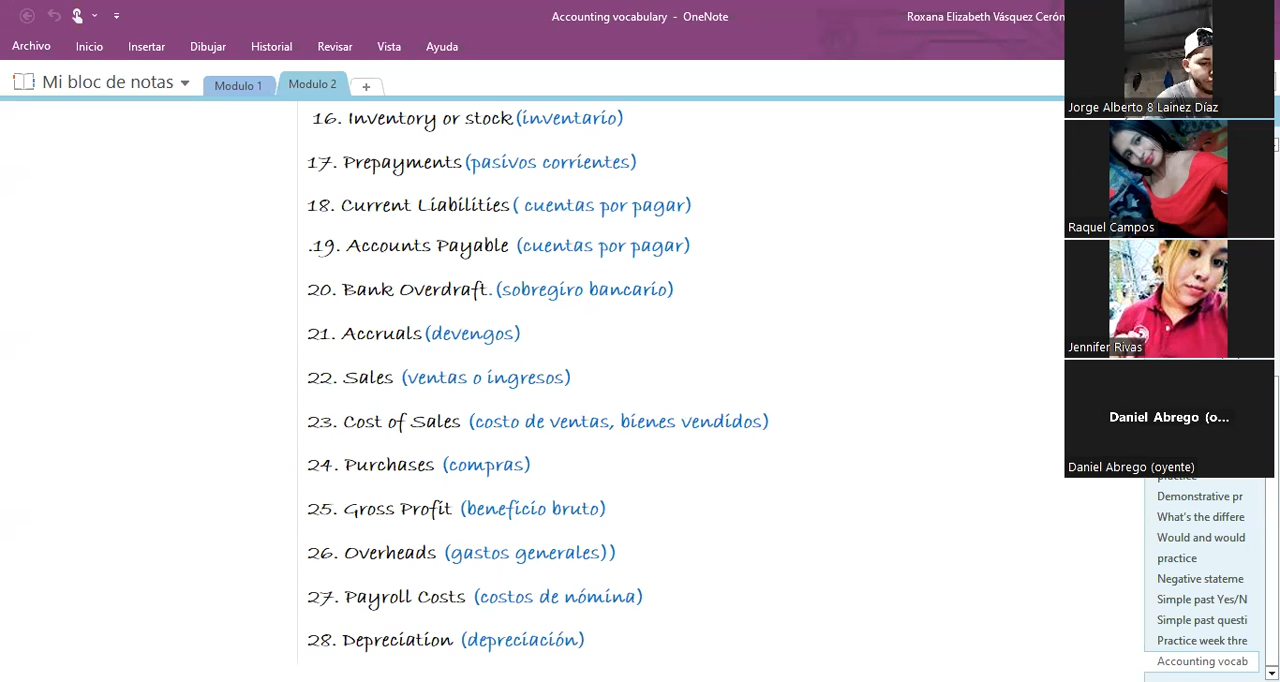 Accounting vocabulary - OneNote
Roxana Elizabeth Vásquez Cerón
Archivo Inicio Insertar Dibujar Historial Revisar Vista Ayuda
Mi bloc de notas Modulo 1 Modulo 2 +
16. Inventory or stock (inventario)
17. Prepayments (pasivos corrientes)
18. Current Liabilities ( cuentas por pagar)
.19. Accounts Payable (cuentas por pagar)
20. Bank Overdraft. (sobregiro bancario)
21. Accruals (devengos)
22. Sales (ventas o ingresos)
23. Cost of Sales (costo de ventas, bienes vendidos)
24. Purchases (compras)
25. Gross Profit (beneficio bruto)
26. Overheads (gastos generales))
27. Payroll Costs (costos de nómina)
28. Depreciation (depreciación)
Jorge Alberto 8 Lainez Díaz
Raquel Campos
Jennifer Rivas
Daniel Abrego (o...
Daniel Abrego (oyente)
practice
Demonstrative pr
What's the differe
Would and would
practice
Negative stateme
Simple past Yes/N
Simple past questi
Practice week thre
Accounting vocab